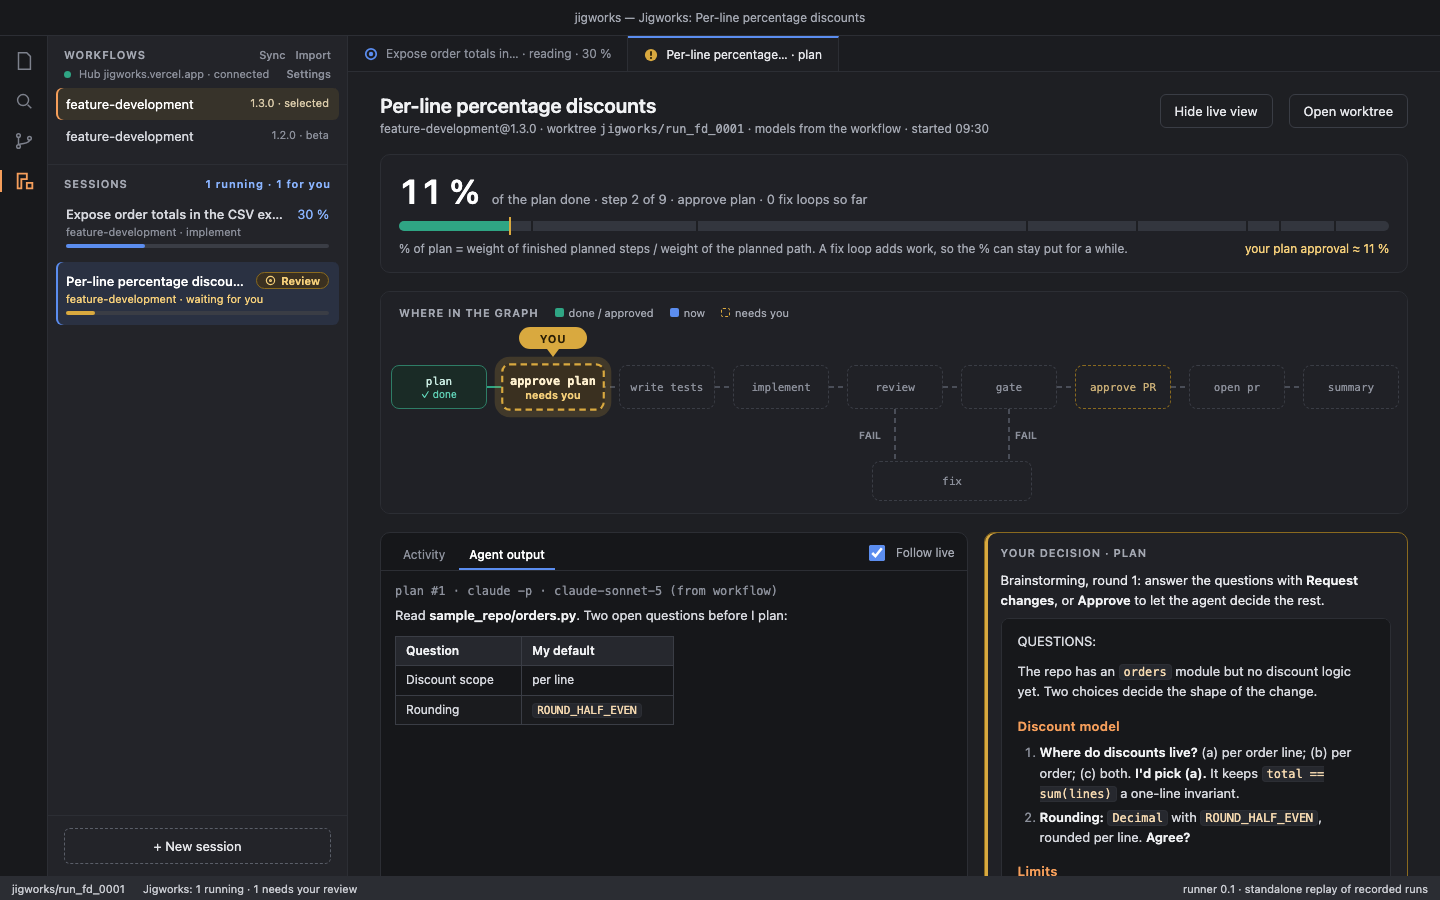 jigworks — Jigworks: Per-line percentage discounts
WORKFLOWS Sync Import
Hub jigworks.vercel.app · connected Settings
feature-development 1.3.0 · selected
feature-development 1.2.0 · beta
SESSIONS 1 running · 1 for you
Expose order totals in the CSV ex... 30 %
feature-development · implement
Per-line percentage discou... Review
feature-development · waiting for you
+ New session
Expose order totals in... · reading · 30 %
Per-line percentage... · plan
Per-line percentage discounts
feature-development@1.3.0 · worktree jigworks/run_fd_0001 · models from the workflow · started 09:30
Hide live view
Open worktree
11 % of the plan done · step 2 of 9 · approve plan · 0 fix loops so far
% of plan = weight of finished planned steps / weight of the planned path. A fix loop adds work, so the % can stay put for a while.
your plan approval ≈ 11 %
WHERE IN THE GRAPH done / approved now needs you
YOU
plan
✓ done
approve plan
needs you
write tests
implement
review
gate
approve PR
open pr
summary
FAIL
FAIL
fix
Activity Agent output Follow live
plan #1 · claude -p · claude-sonnet-5 (from workflow)
Read sample_repo/orders.py. Two open questions before I plan:
Question My default
Discount scope per line
Rounding ROUND_HALF_EVEN
YOUR DECISION · PLAN
Brainstorming, round 1: answer the questions with Request
changes, or Approve to let the agent decide the rest.
QUESTIONS:
The repo has an orders module but no discount logic
yet. Two choices decide the shape of the change.
Discount model
1. Where do discounts live? (a) per order line; (b) per
order; (c) both. I'd pick (a). It keeps total ==
sum(lines) a one-line invariant.
2. Rounding: Decimal with ROUND_HALF_EVEN,
rounded per line. Agree?
Limits
jigworks/run_fd_0001 Jigworks: 1 running · 1 needs your review
runner 0.1 · standalone replay of recorded runs